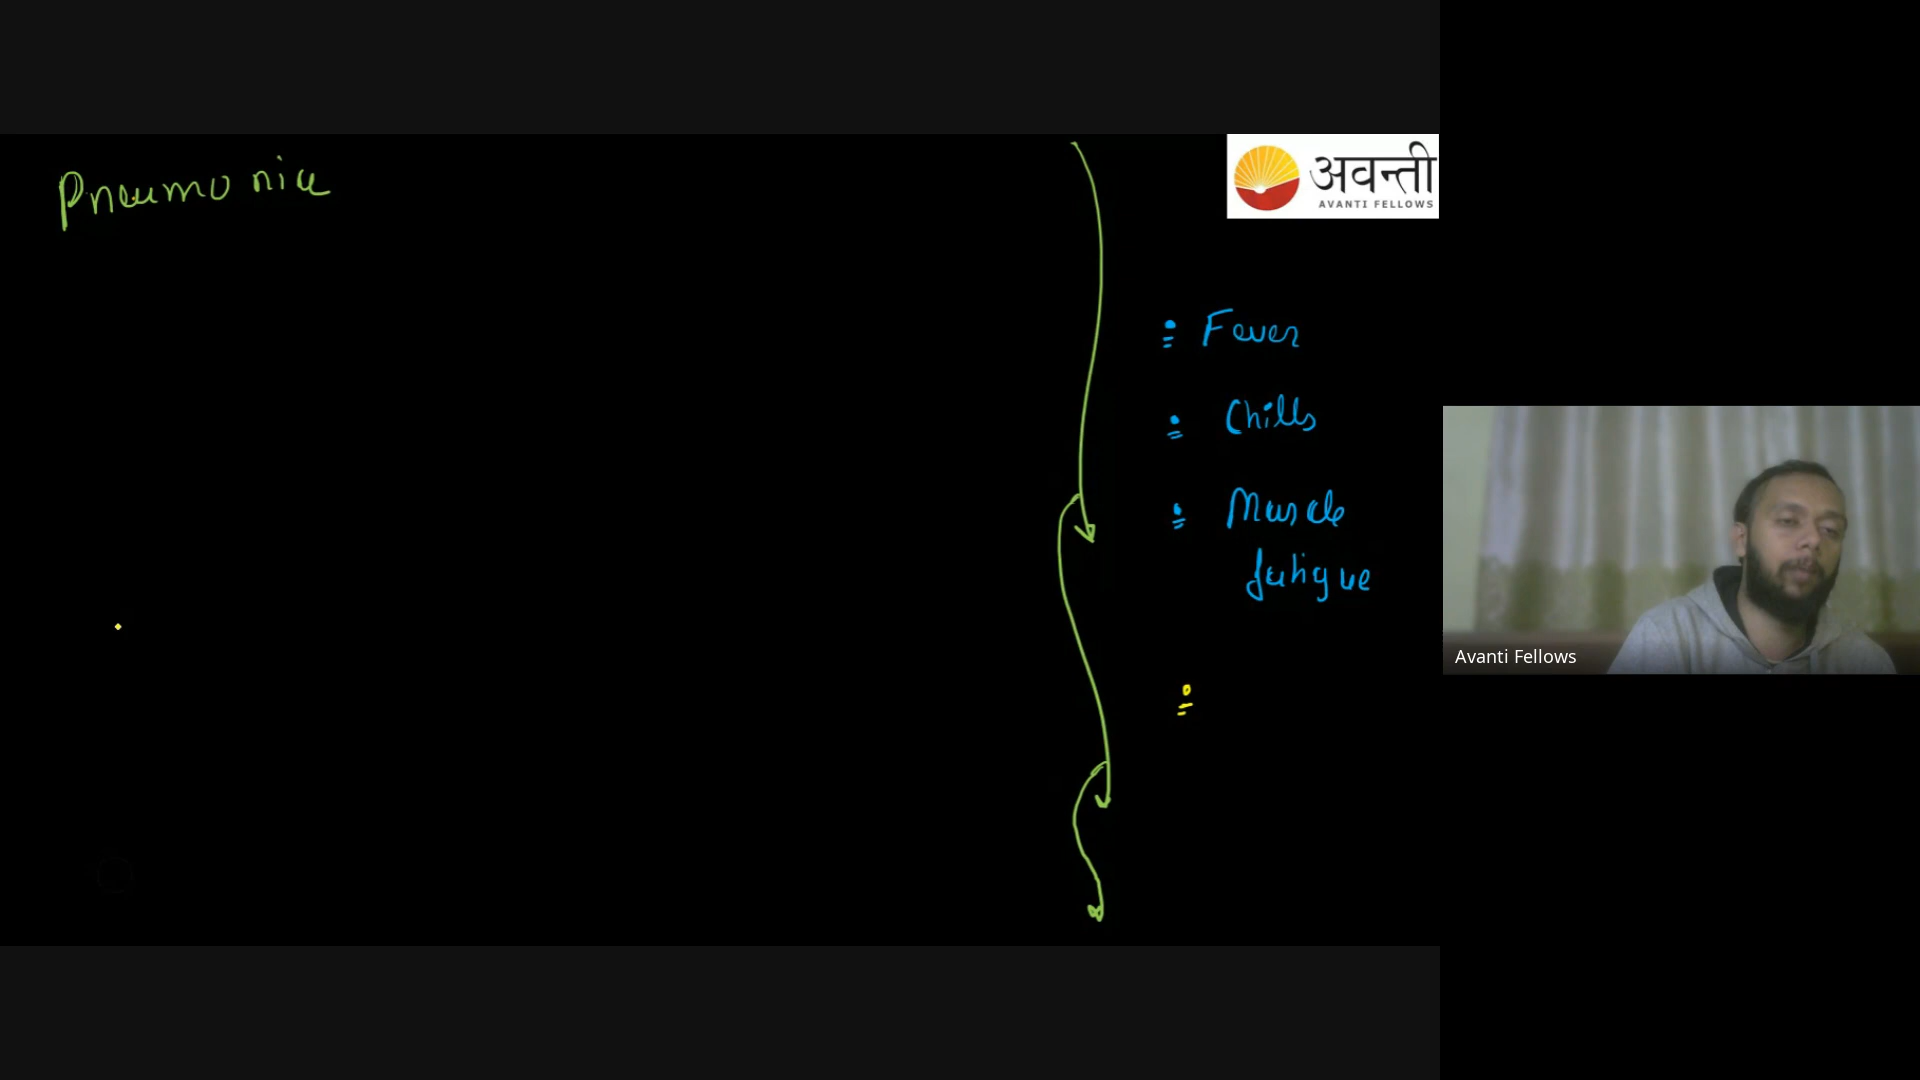 Pneumonia
अवन्ती
AVANTI FELLOWS
Fever
Chills
Muscle
fatigue
Avanti Fellows